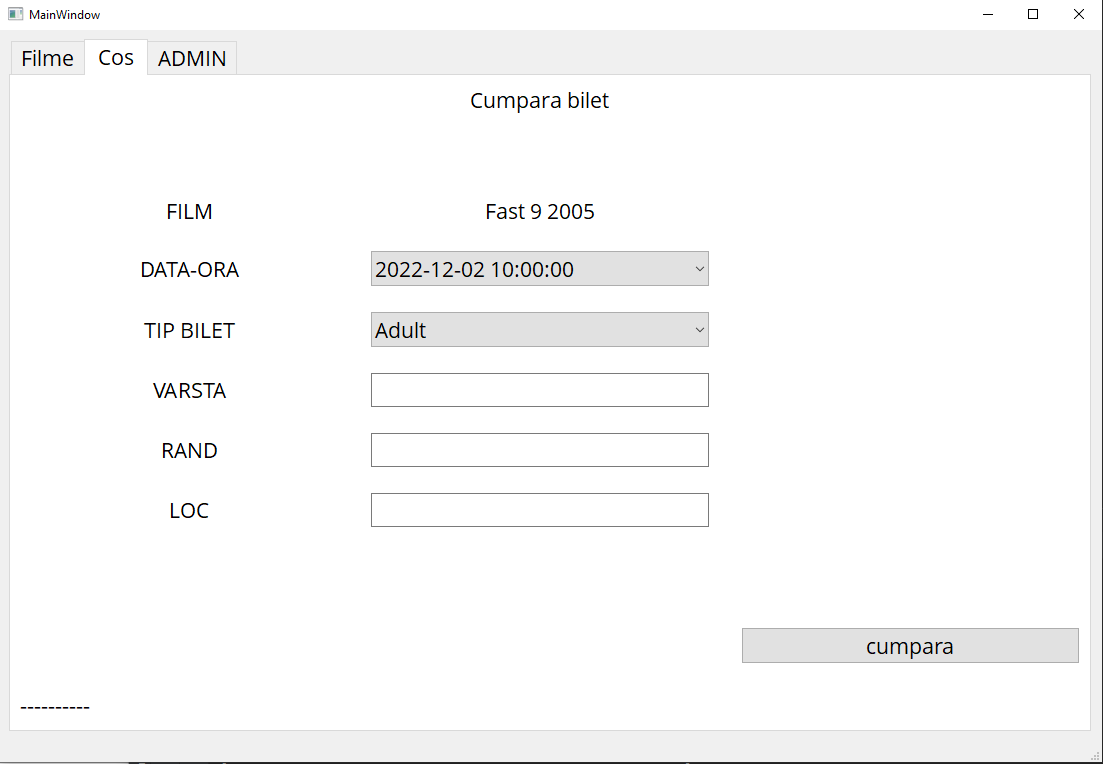 MainWindow
Filme Cos ADMIN
Cumpara bilet
FILM Fast 9 2005
DATA-ORA 2022-12-02 10:00:00
TIP BILET Adult
VARSTA
RAND
LOC
cumpara
----------